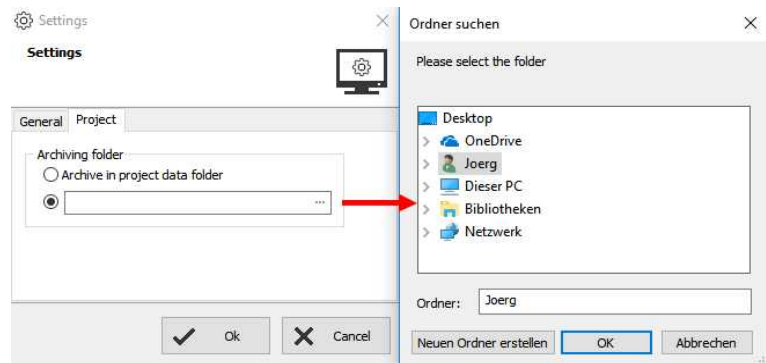 Settings
Settings
General Project
Archiving folder
Archive in project data folder
...
Ok Cancel
Ordner suchen
Please select the folder
Desktop
OneDrive
Joerg
Dieser PC
Bibliotheken
Netzwerk
Ordner: Joerg
Neuen Ordner erstellen OK Abbrechen